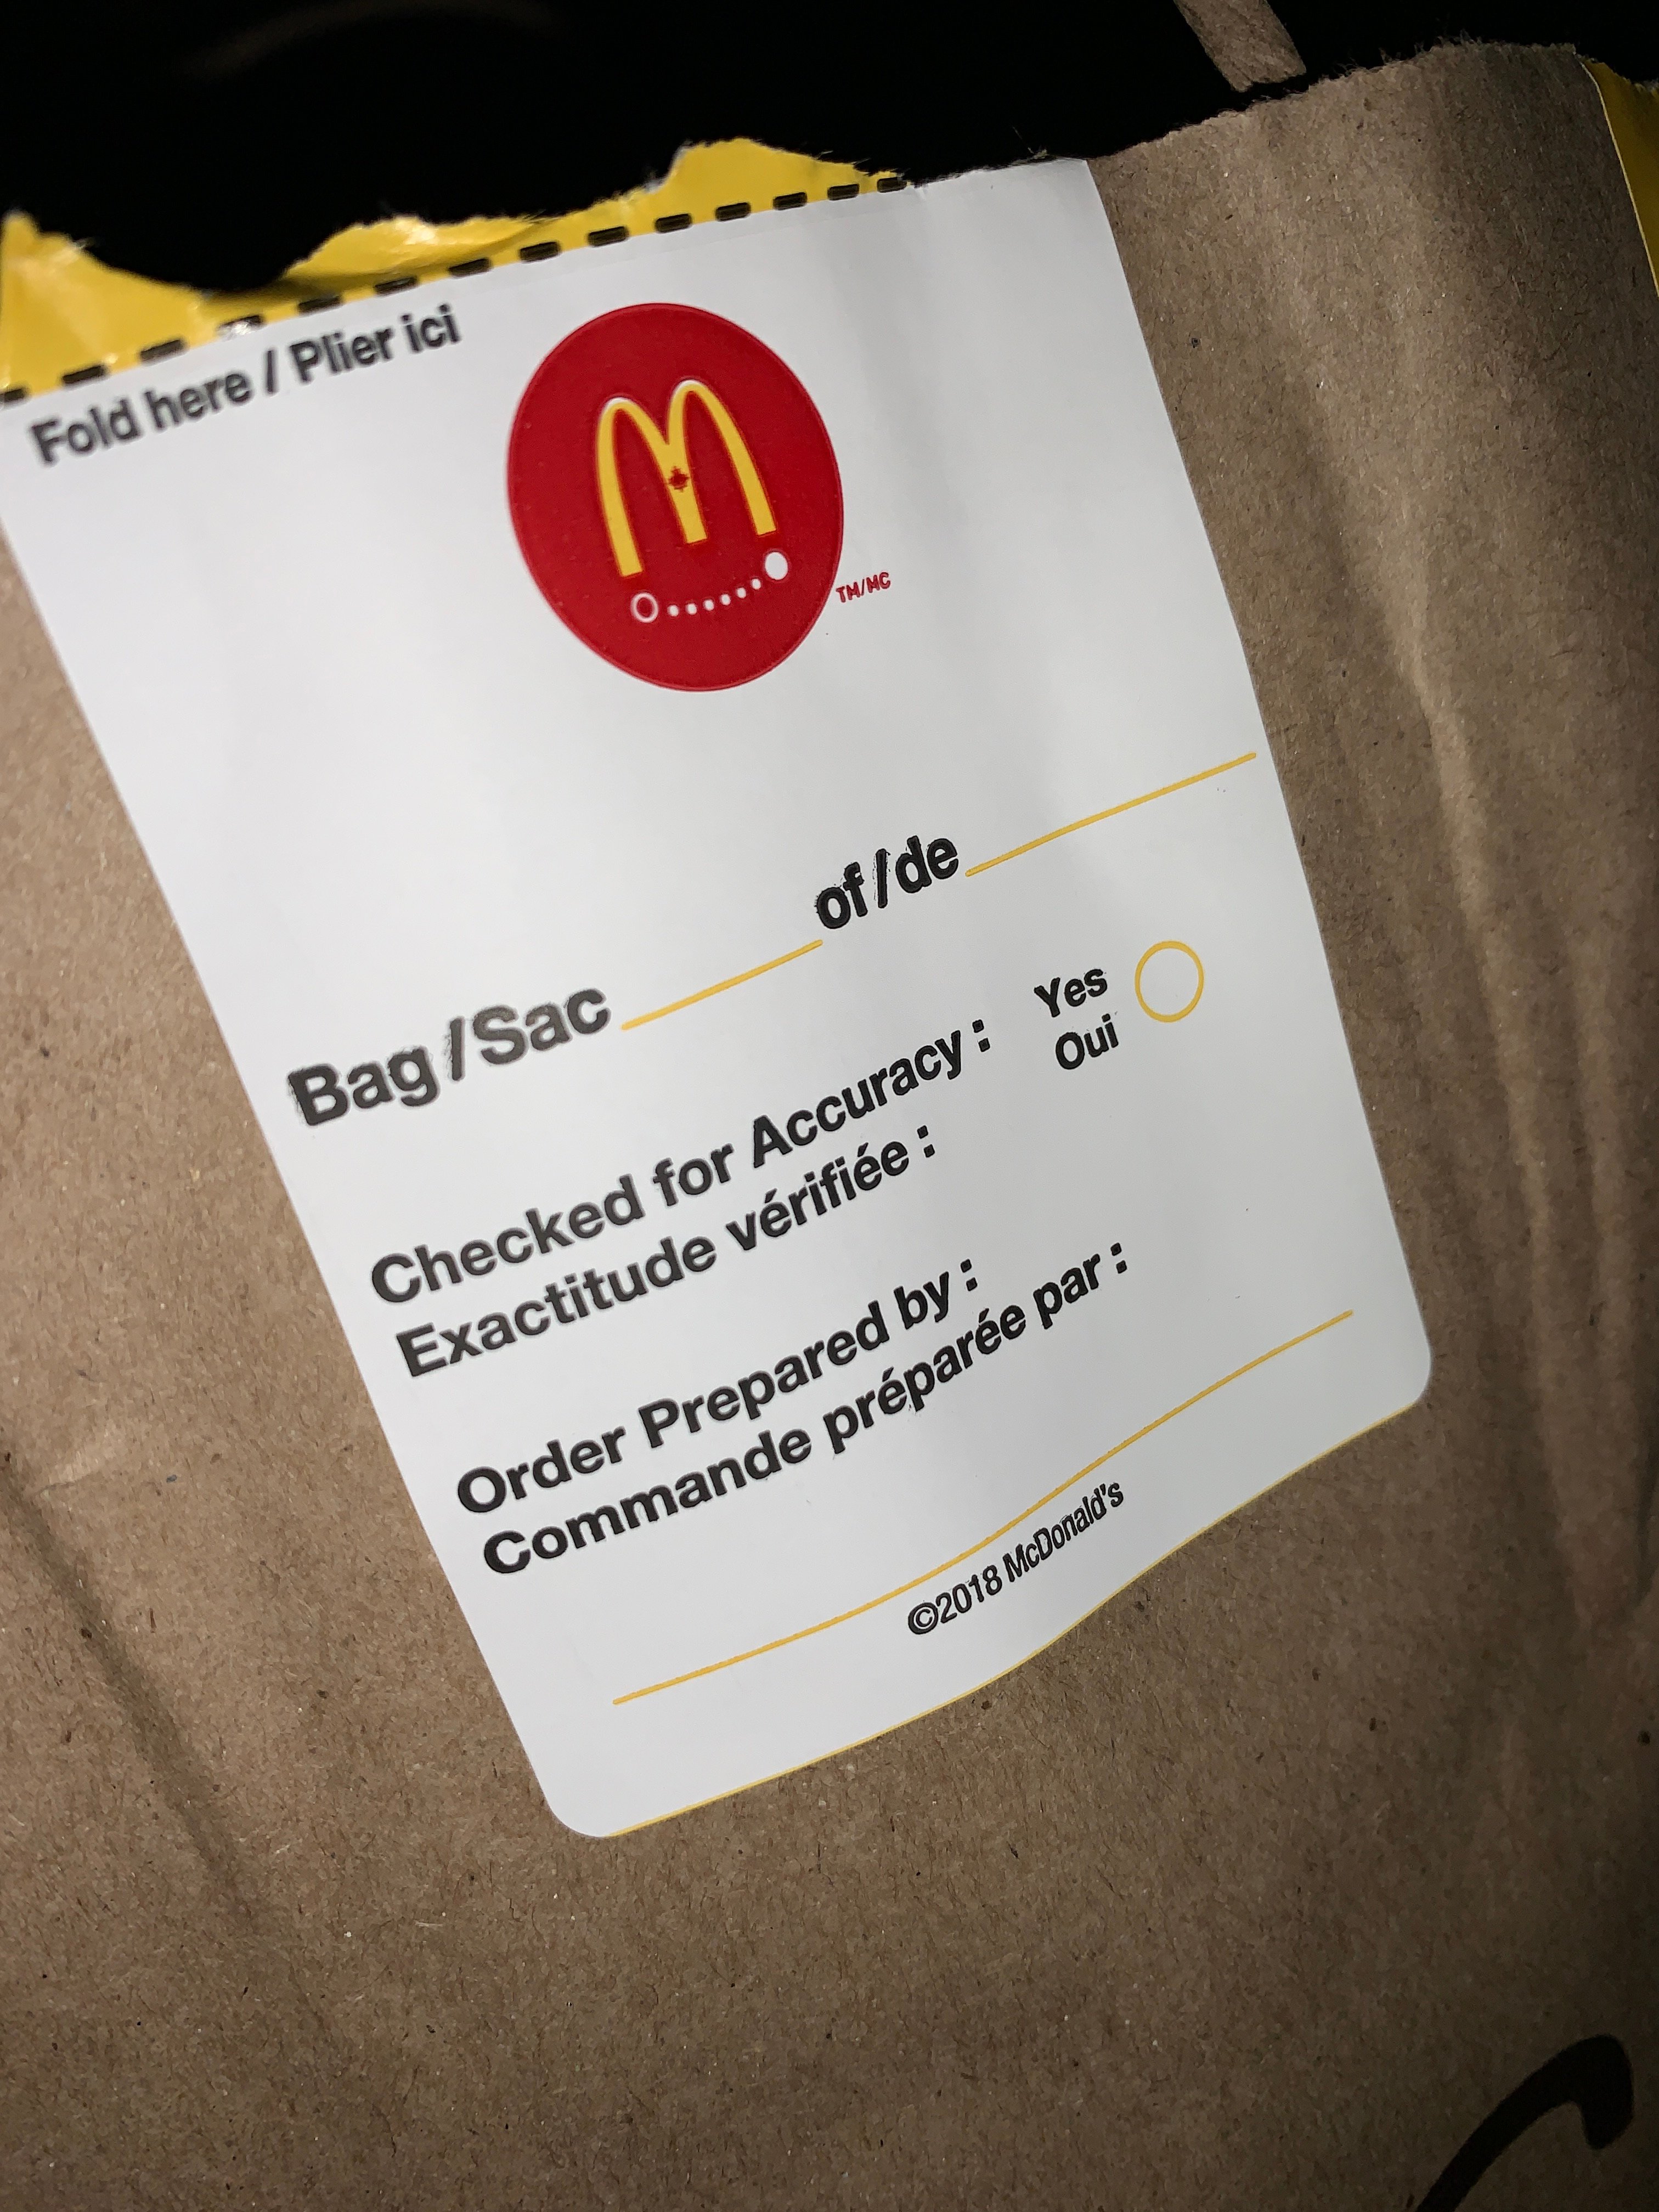 Fold here / Plier ici
TM/MC
Bag/Sac of/de
Checked for Accuracy : Yes
Exactitude vérifiée : Oui
Order Prepared by :
Commande préparée par :
©2018 McDonald's